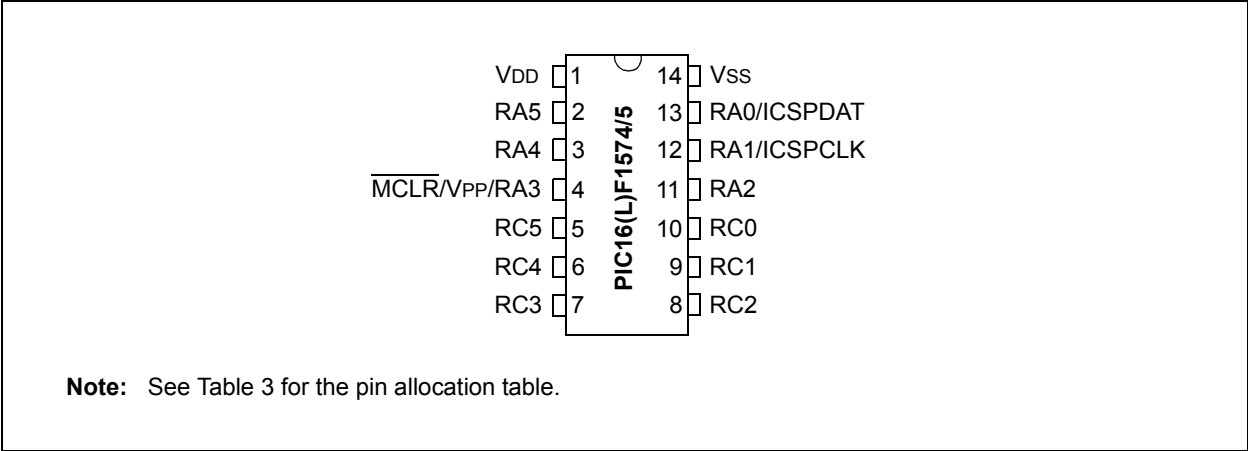 VDD 1 14 VSS
RA5 2 13 RA0/ICSPDAT
RA4 3 12 RA1/ICSPCLK
MCLR/VPP/RA3 4 11 RA2
RC5 5 10 RC0
RC4 6 9 RC1
RC3 7 8 RC2
PIC16(L)F1574/5
Note: See Table 3 for the pin allocation table.